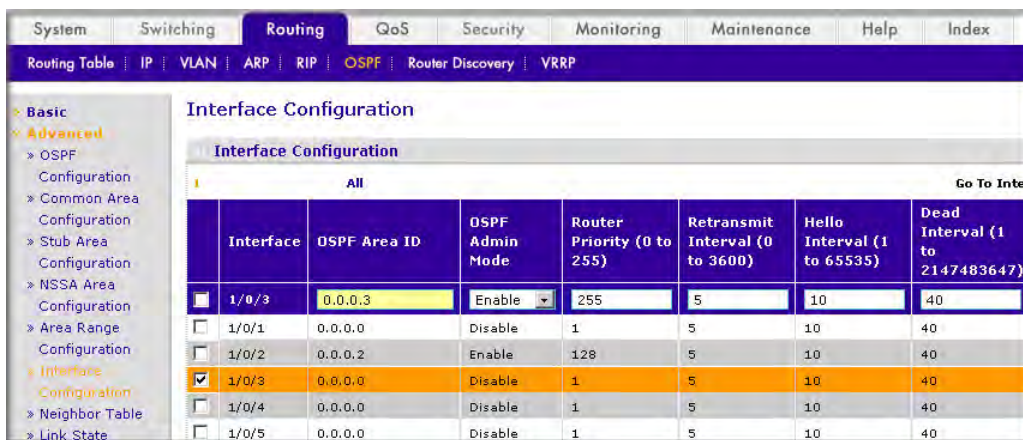 System Switching Routing QoS Security Monitoring Maintenance Help Index
Routing Table IP VLAN ARP RIP OSPF Router Discovery VRRP
Basic
Advanced
» OSPF
Configuration
» Common Area
Configuration
» Stub Area
Configuration
» NSSA Area
Configuration
» Area Range
Configuration
» Interface
Configuration
» Neighbor Table
» Link State
Interface Configuration
Interface Configuration
1 All Go To Inte
Interface OSPF Area ID OSPF Admin Mode Router Priority (0 to 255) Retransmit Interval (0 to 3600) Hello Interval (1 to 65535) Dead Interval (1 to 2147483647)
1/0/3 0.0.0.3 Enable 255 5 10 40
1/0/1 0.0.0.0 Disable 1 5 10 40
1/0/2 0.0.0.2 Enable 128 5 10 40
1/0/3 0.0.0.0 Disable 1 5 10 40
1/0/4 0.0.0.0 Disable 1 5 10 40
1/0/5 0.0.0.0 Disable 1 5 10 40